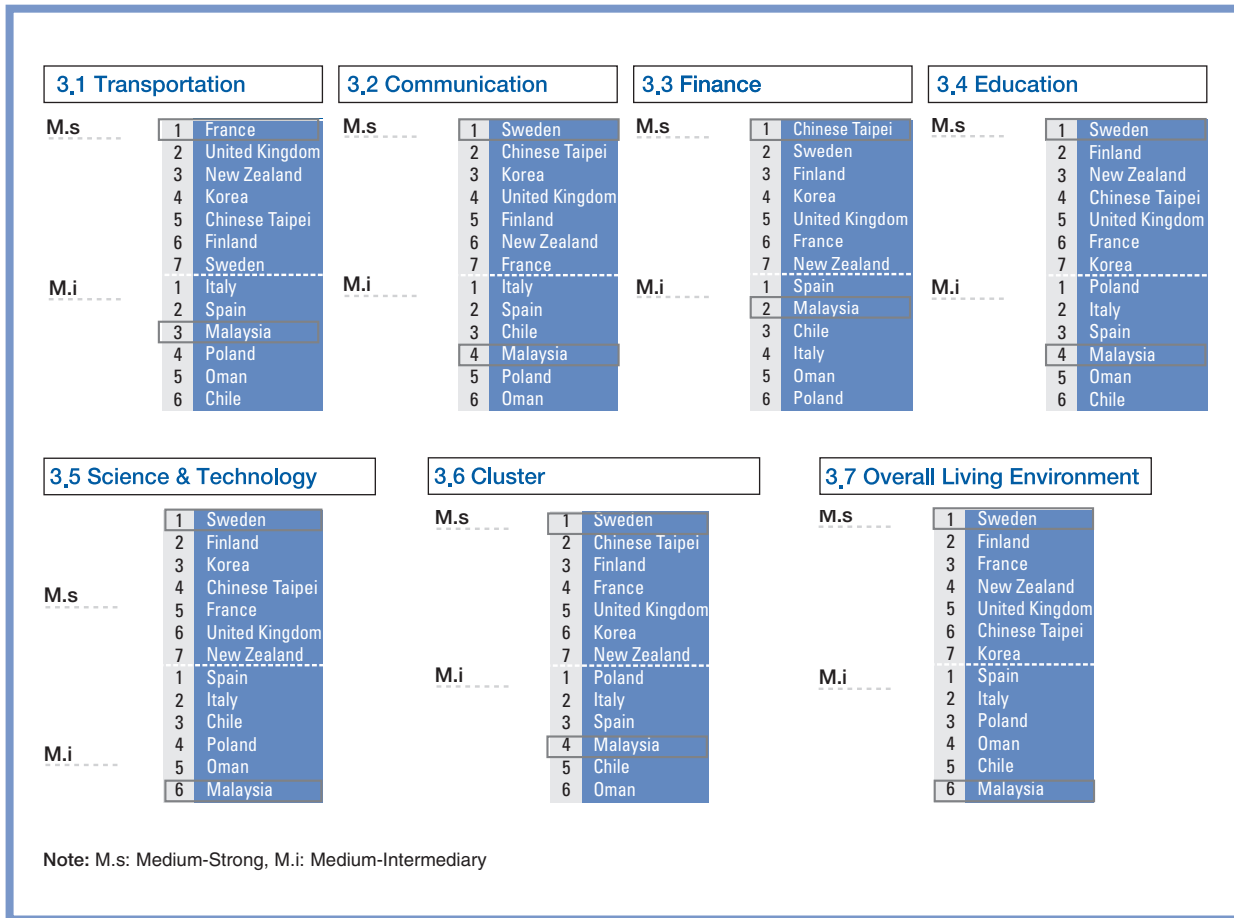 3.1 Transportation
M.s
1 France
2 United Kingdom
3 New Zealand
4 Korea
5 Chinese Taipei
6 Finland
7 Sweden
M.i
1 Italy
2 Spain
3 Malaysia
4 Poland
5 Oman
6 Chile
3.2 Communication
M.s
1 Sweden
2 Chinese Taipei
3 Korea
4 United Kingdom
5 Finland
6 New Zealand
7 France
M.i
1 Italy
2 Spain
3 Chile
4 Malaysia
5 Poland
6 Oman
3.3 Finance
M.s
1 Chinese Taipei
2 Sweden
3 Finland
4 Korea
5 United Kingdom
6 France
7 New Zealand
M.i
1 Spain
2 Malaysia
3 Chile
4 Italy
5 Oman
6 Poland
3.4 Education
M.s
1 Sweden
2 Finland
3 New Zealand
4 Chinese Taipei
5 United Kingdom
6 France
7 Korea
M.i
1 Poland
2 Italy
3 Spain
4 Malaysia
5 Oman
6 Chile
3.5 Science & Technology
M.s
1 Sweden
2 Finland
3 Korea
4 Chinese Taipei
5 France
6 United Kingdom
7 New Zealand
M.i
1 Spain
2 Italy
3 Chile
4 Poland
5 Oman
6 Malaysia
3.6 Cluster
M.s
1 Sweden
2 Chinese Taipei
3 Finland
4 France
5 United Kingdom
6 Korea
7 New Zealand
M.i
1 Poland
2 Italy
3 Spain
4 Malaysia
5 Chile
6 Oman
3.7 Overall Living Environment
M.s
1 Sweden
2 Finland
3 France
4 New Zealand
5 United Kingdom
6 Chinese Taipei
7 Korea
M.i
1 Spain
2 Italy
3 Poland
4 Oman
5 Chile
6 Malaysia
Note: M.s: Medium-Strong, M.i: Medium-Intermediary